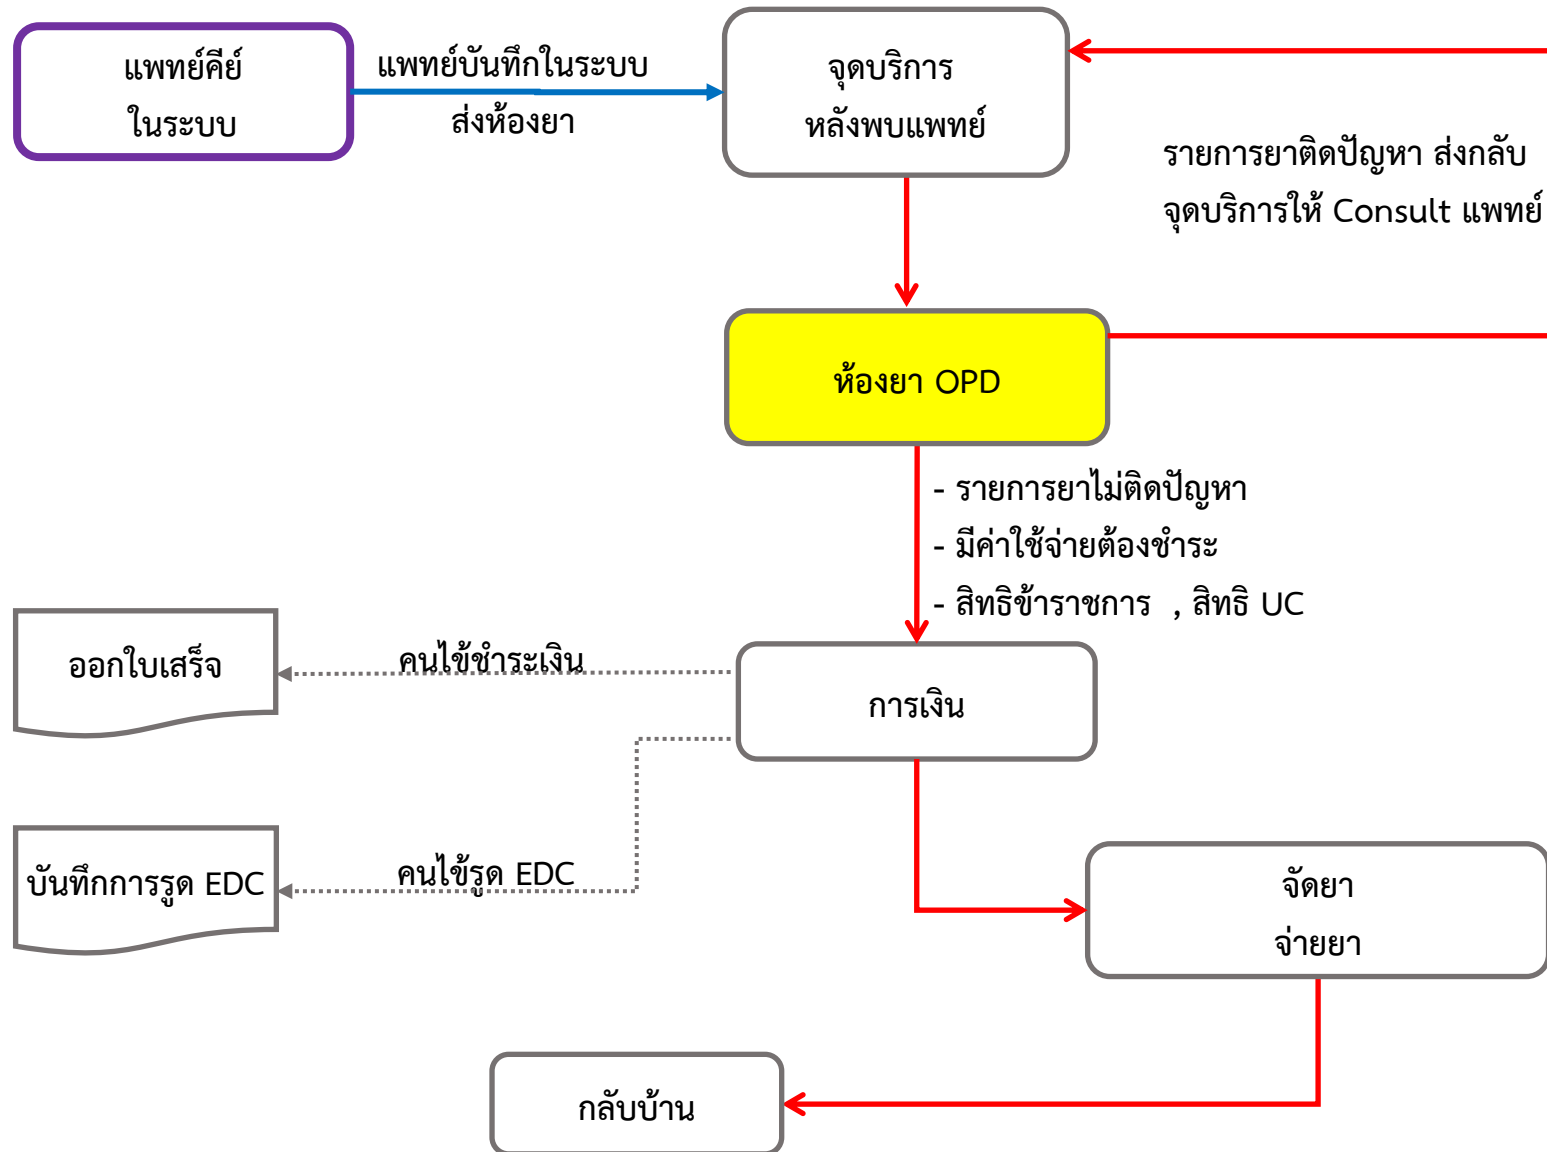 แพทย์คีย์
ในระบบ
แพทย์บันทึกในระบบ
ส่งห้องยา
จุดบริการ
หลังพบแพทย์
รายการยาติดปัญหา ส่งกลับ
จุดบริการให้ Consult แพทย์
ห้องยา OPD
- รายการยาไม่ติดปัญหา
- มีค่าใช้จ่ายต้องชำระ
- สิทธิข้าราชการ , สิทธิ UC
ออกใบเสร็จ
คนไข้ชำระเงิน
การเงิน
บันทึกการรูด EDC
คนไข้รูด EDC
จัดยา
จ่ายยา
กลับบ้าน